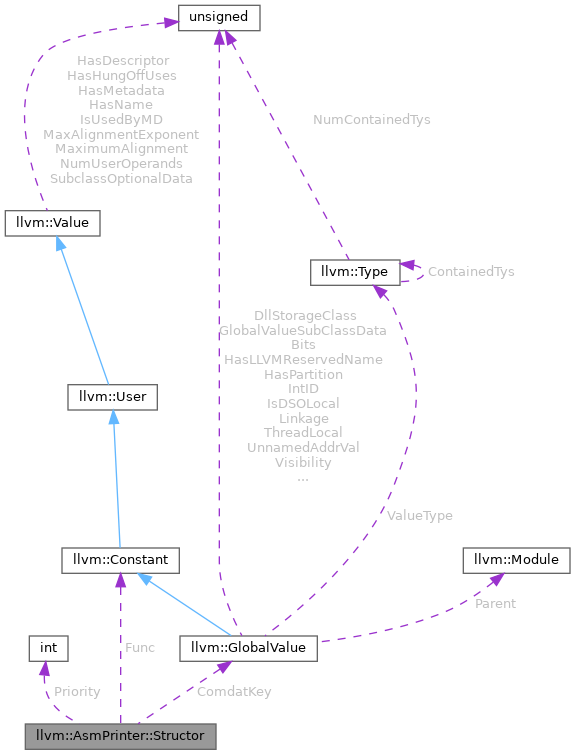 unsigned
HasDescriptor
HasHungOffUses
HasMetadata
HasName
IsUsedByMD
MaxAlignmentExponent
MaximumAlignment
NumUserOperands
SubclassOptionalData
NumContainedTys
llvm::Value
llvm::Type
ContainedTys
DllStorageClass
GlobalValueSubClassData
Bits
HasLLVMReservedName
HasPartition
IntID
IsDSOLocal
Linkage
ThreadLocal
UnnamedAddrVal
Visibility
...
llvm::User
ValueType
llvm::Constant
llvm::Module
Parent
int
Func
llvm::GlobalValue
Priority
ComdatKey
llvm::AsmPrinter::Structor